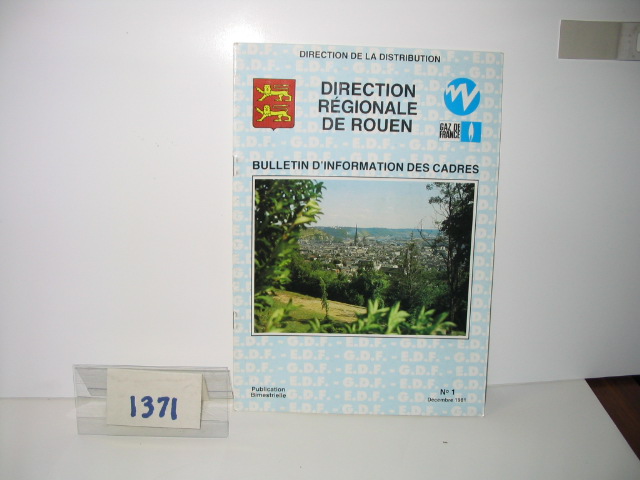 DIRECTION DE LA DISTRIBUTION
DIRECTION
RÉGIONALE
DE ROUEN
GAZ DE
FRANCE
BULLETIN D'INFORMATION DES CADRES
E.D.F. - G.D.F. - E.D.F. - G.D.F.
Publication
Bimestrielle
N° 1
Décembre
1371